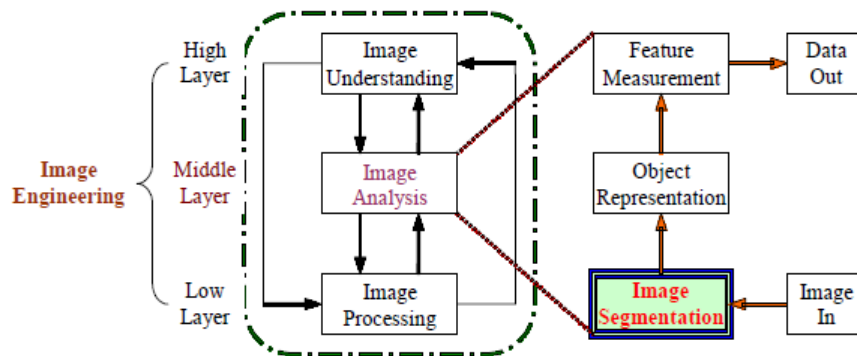 High
Layer
Image
Understanding
Feature
Measurement
Data
Out
Image
Engineering
Middle
Layer
Image
Analysis
Object
Representation
Low
Layer
Image
Processing
Image
Segmentation
Image
In